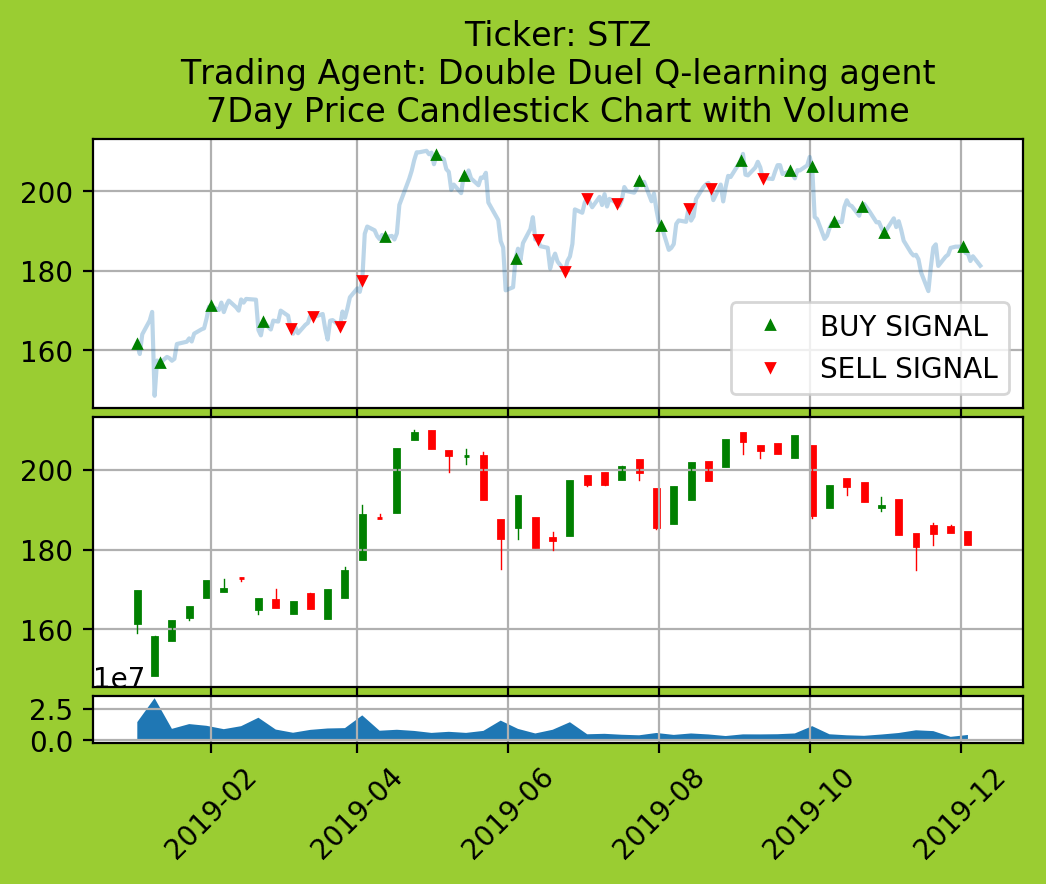 Ticker: STZ
Trading Agent: Double Duel Q-learning agent
7Day Price Candlestick Chart with Volume
200
180
160
BUY SIGNAL
SELL SIGNAL
200
180
160
1e7
2.5
0.0
2019-02
2019-04
2019-06
2019-08
2019-10
2019-12